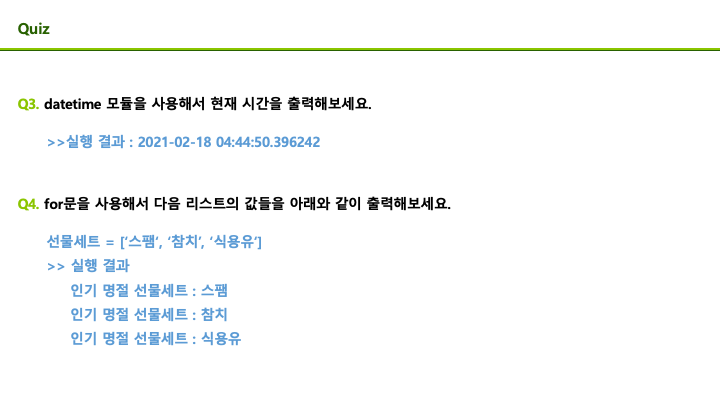 Quiz
Q3. datetime 모듈을 사용해서 현재 시간을 출력해보세요.
>>실행 결과 : 2021-02-18 04:44:50.396242
Q4. for문을 사용해서 다음 리스트의 값들을 아래와 같이 출력해보세요.
선물세트 = [‘스팸‘, ‘참치’, ‘식용유’]
>> 실행 결과
인기 명절 선물세트 : 스팸
인기 명절 선물세트 : 참치
인기 명절 선물세트 : 식용유